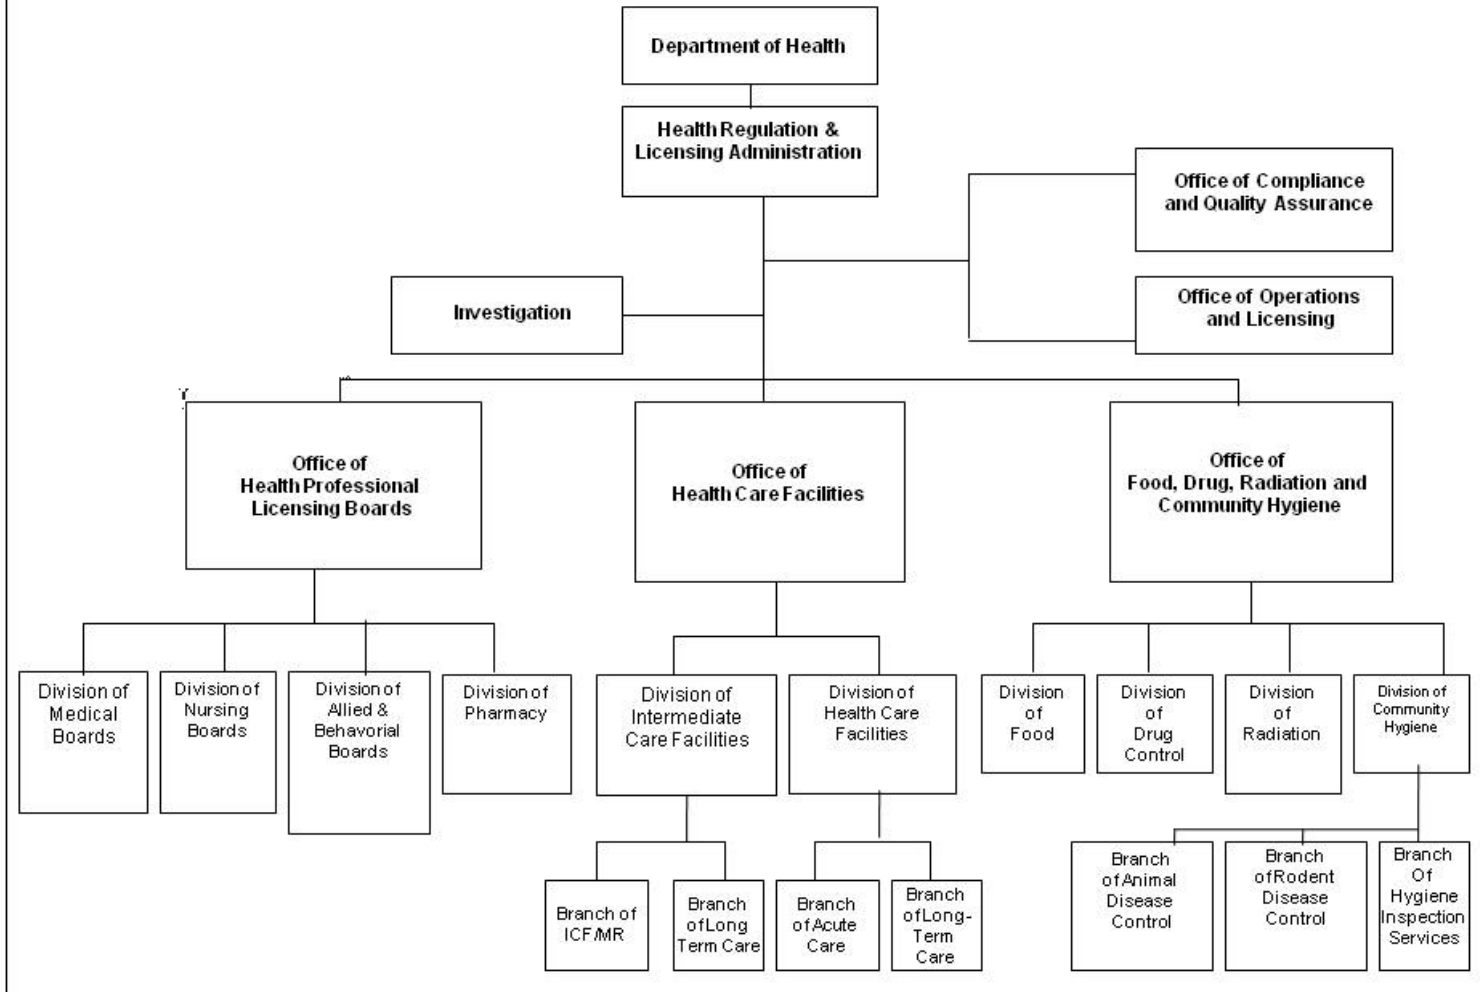 Department of Health
Health Regulation &
Licensing Administration
Office of Compliance
and Quality Assurance
Investigation
Office of Operations
and Licensing
Office of
Health Professional
Licensing Boards
Office of
Health Care Facilities
Office of
Food, Drug, Radiation and
Community Hygiene
Division of
Medical
Boards
Division of
Nursing
Boards
Division of
Allied &
Behavorial
Boards
Division of
Pharmacy
Division of
Intermediate
Care Facilities
Division of
Health Care
Facilities
Division
of
Food
Division
of
Drug
Control
Division
of
Radiation
Division of
Community
Hygiene
Branch of
ICF/MR
Branch
of Long
Term Care
Branch
of Acute
Care
Branch
of Long-
Term
Care
Branch
of Animal
Disease
Control
Branch
of Rodent
Disease
Control
Branch
Of
Hygiene
Inspection
Services